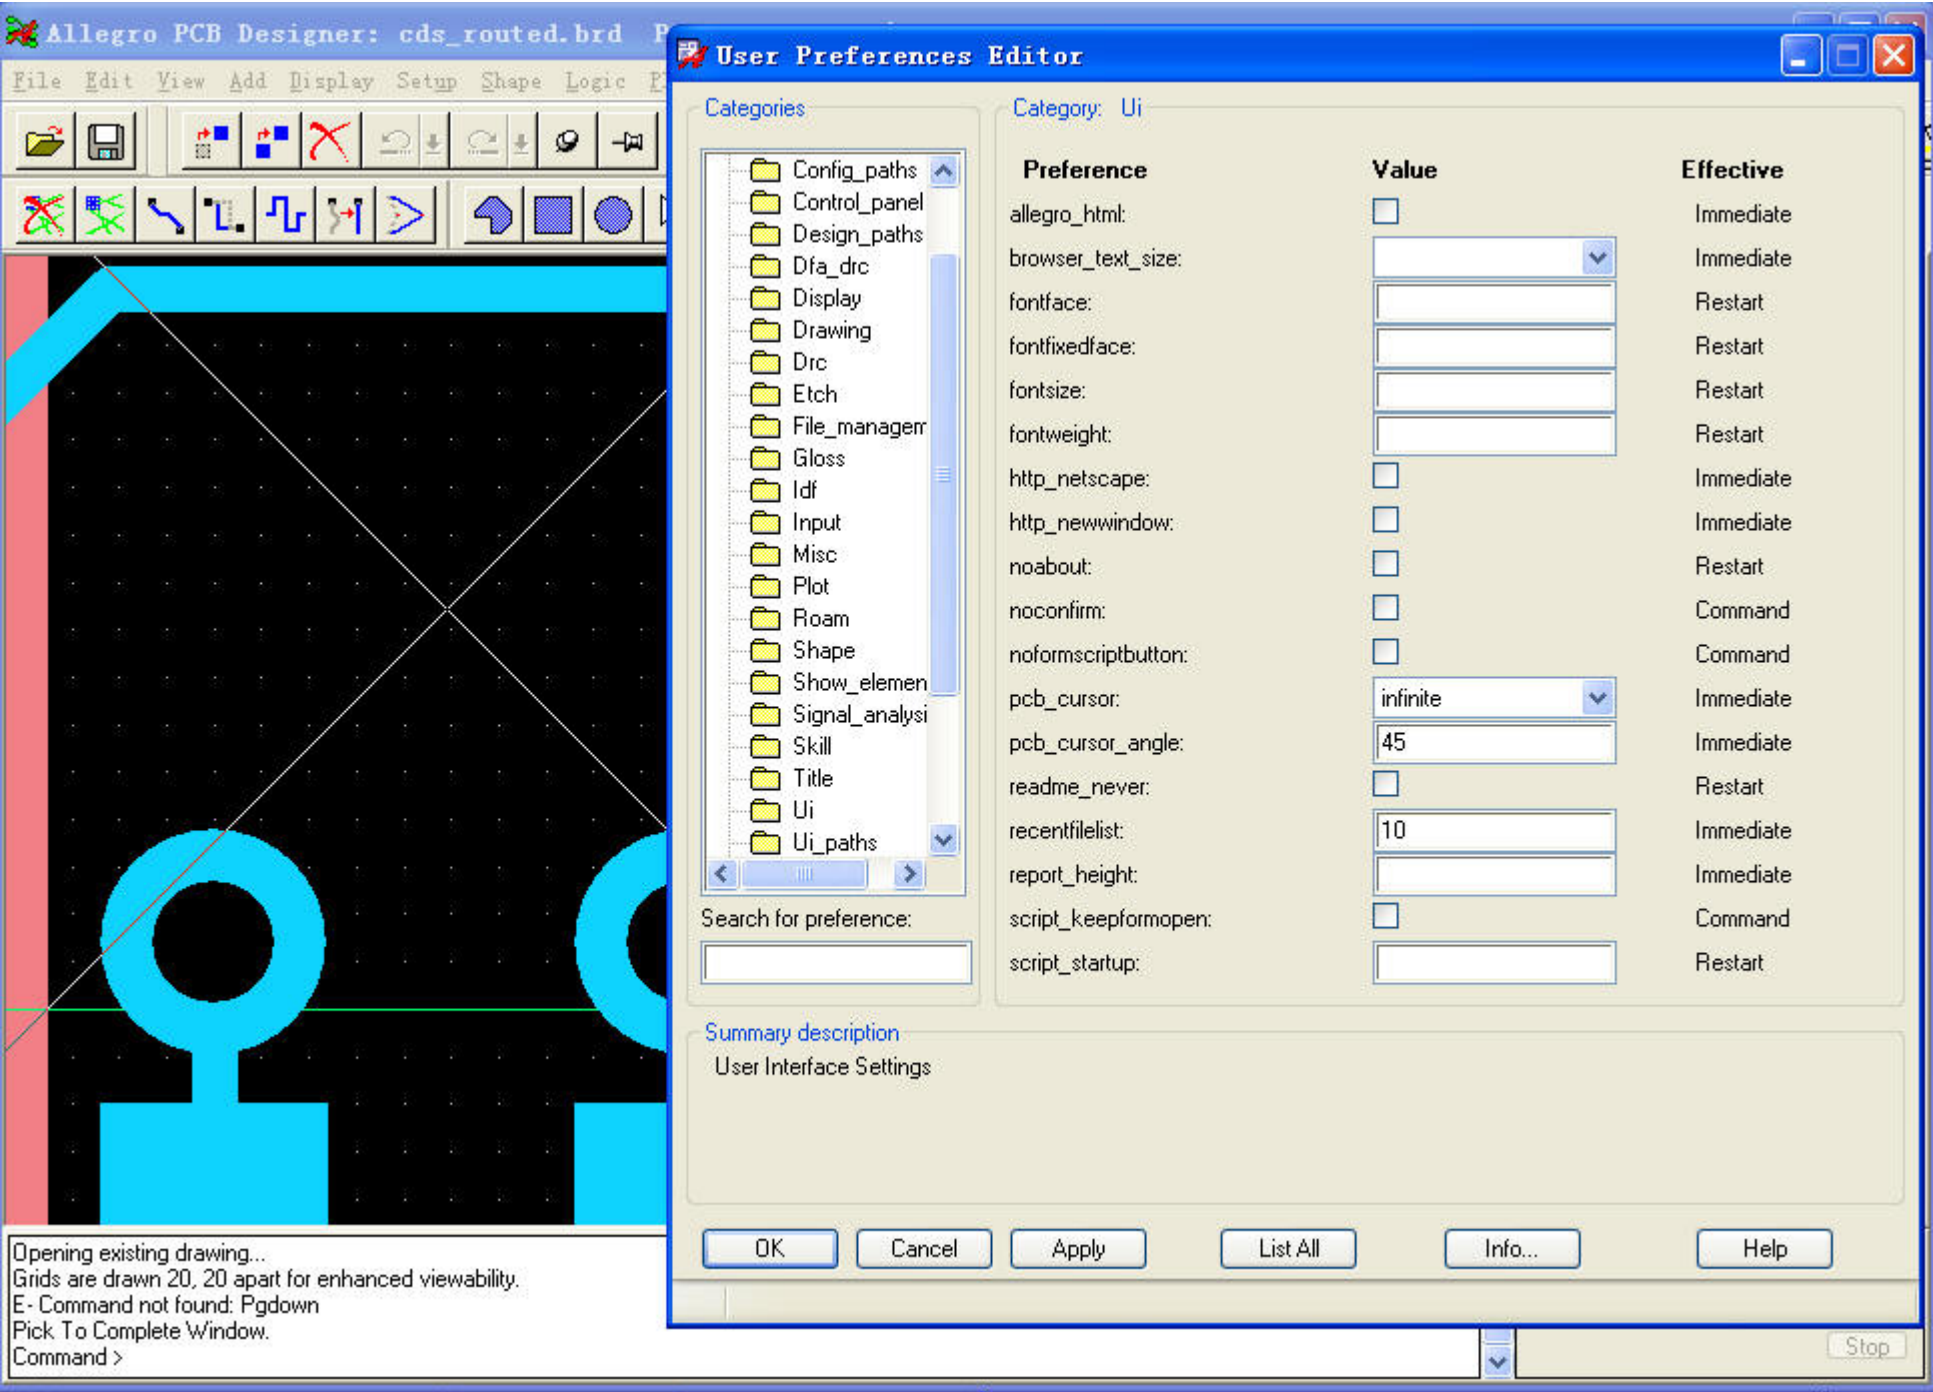 Allegro PCB Designer: cds_routed.brd
File Edit View Add Display Setup Shape Logic
User Preferences Editor
Categories
Config_paths
Control_panel
Design_paths
Dfa_drc
Display
Drawing
Drc
Etch
File_managem
Gloss
Idf
Input
Misc
Plot
Roam
Shape
Show_elemen
Signal_analysi
Skill
Title
Ui
Ui_paths
Search for preference:
Category: Ui
Preference Value Effective
allegro_html: Immediate
browser_text_size: Immediate
fontface: Restart
fontfixedface: Restart
fontsize: Restart
fontweight: Restart
http_netscape: Immediate
http_newwindow: Immediate
noabout: Restart
noconfirm: Command
noformscriptbutton: Command
pcb_cursor: infinite Immediate
pcb_cursor_angle: 45 Immediate
readme_never: Restart
recentfilelist: 10 Immediate
report_height: Immediate
script_keepformopen: Command
script_startup: Restart
Summary description
User Interface Settings
OK Cancel Apply List All Info... Help
Opening existing drawing...
Grids are drawn 20, 20 apart for enhanced viewability.
E- Command not found: Pgdown
Pick To Complete Window.
Command >
Stop